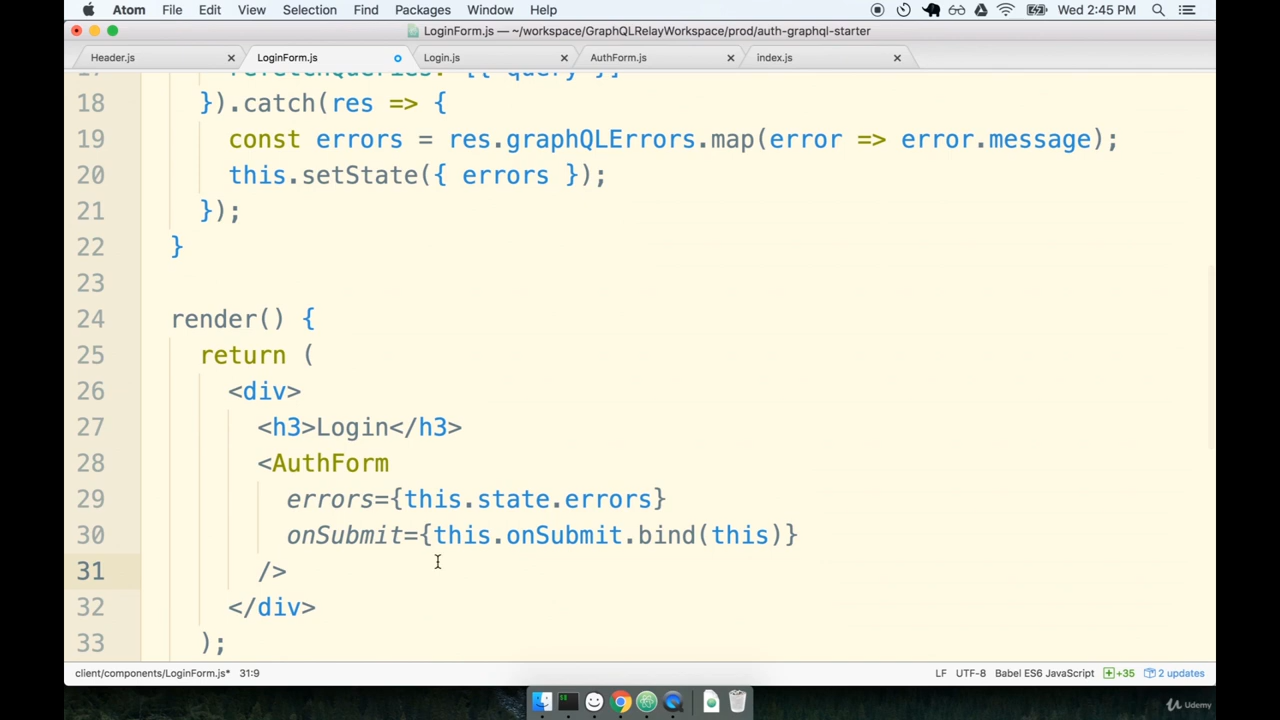 Atom File Edit View Selection Find Packages Window Help Wed 2:45 PM
LoginForm.js — ~/workspace/GraphQLRelayWorkspace/prod/auth-graphql-starter
Header.js LoginForm.js Login.js AuthForm.js index.js
17 refetchQueries: [{ query }]
18 }).catch(res => {
19 const errors = res.graphQLErrors.map(error => error.message);
20 this.setState({ errors });
21 });
22 }
23
24 render() {
25 return (
26 <div>
27 <h3>Login</h3>
28 <AuthForm
29 errors={this.state.errors}
30 onSubmit={this.onSubmit.bind(this)}
31 />
32 </div>
33 );
client/components/LoginForm.js* 31:9 LF UTF-8 Babel ES6 JavaScript +35 2 updates
Udemy